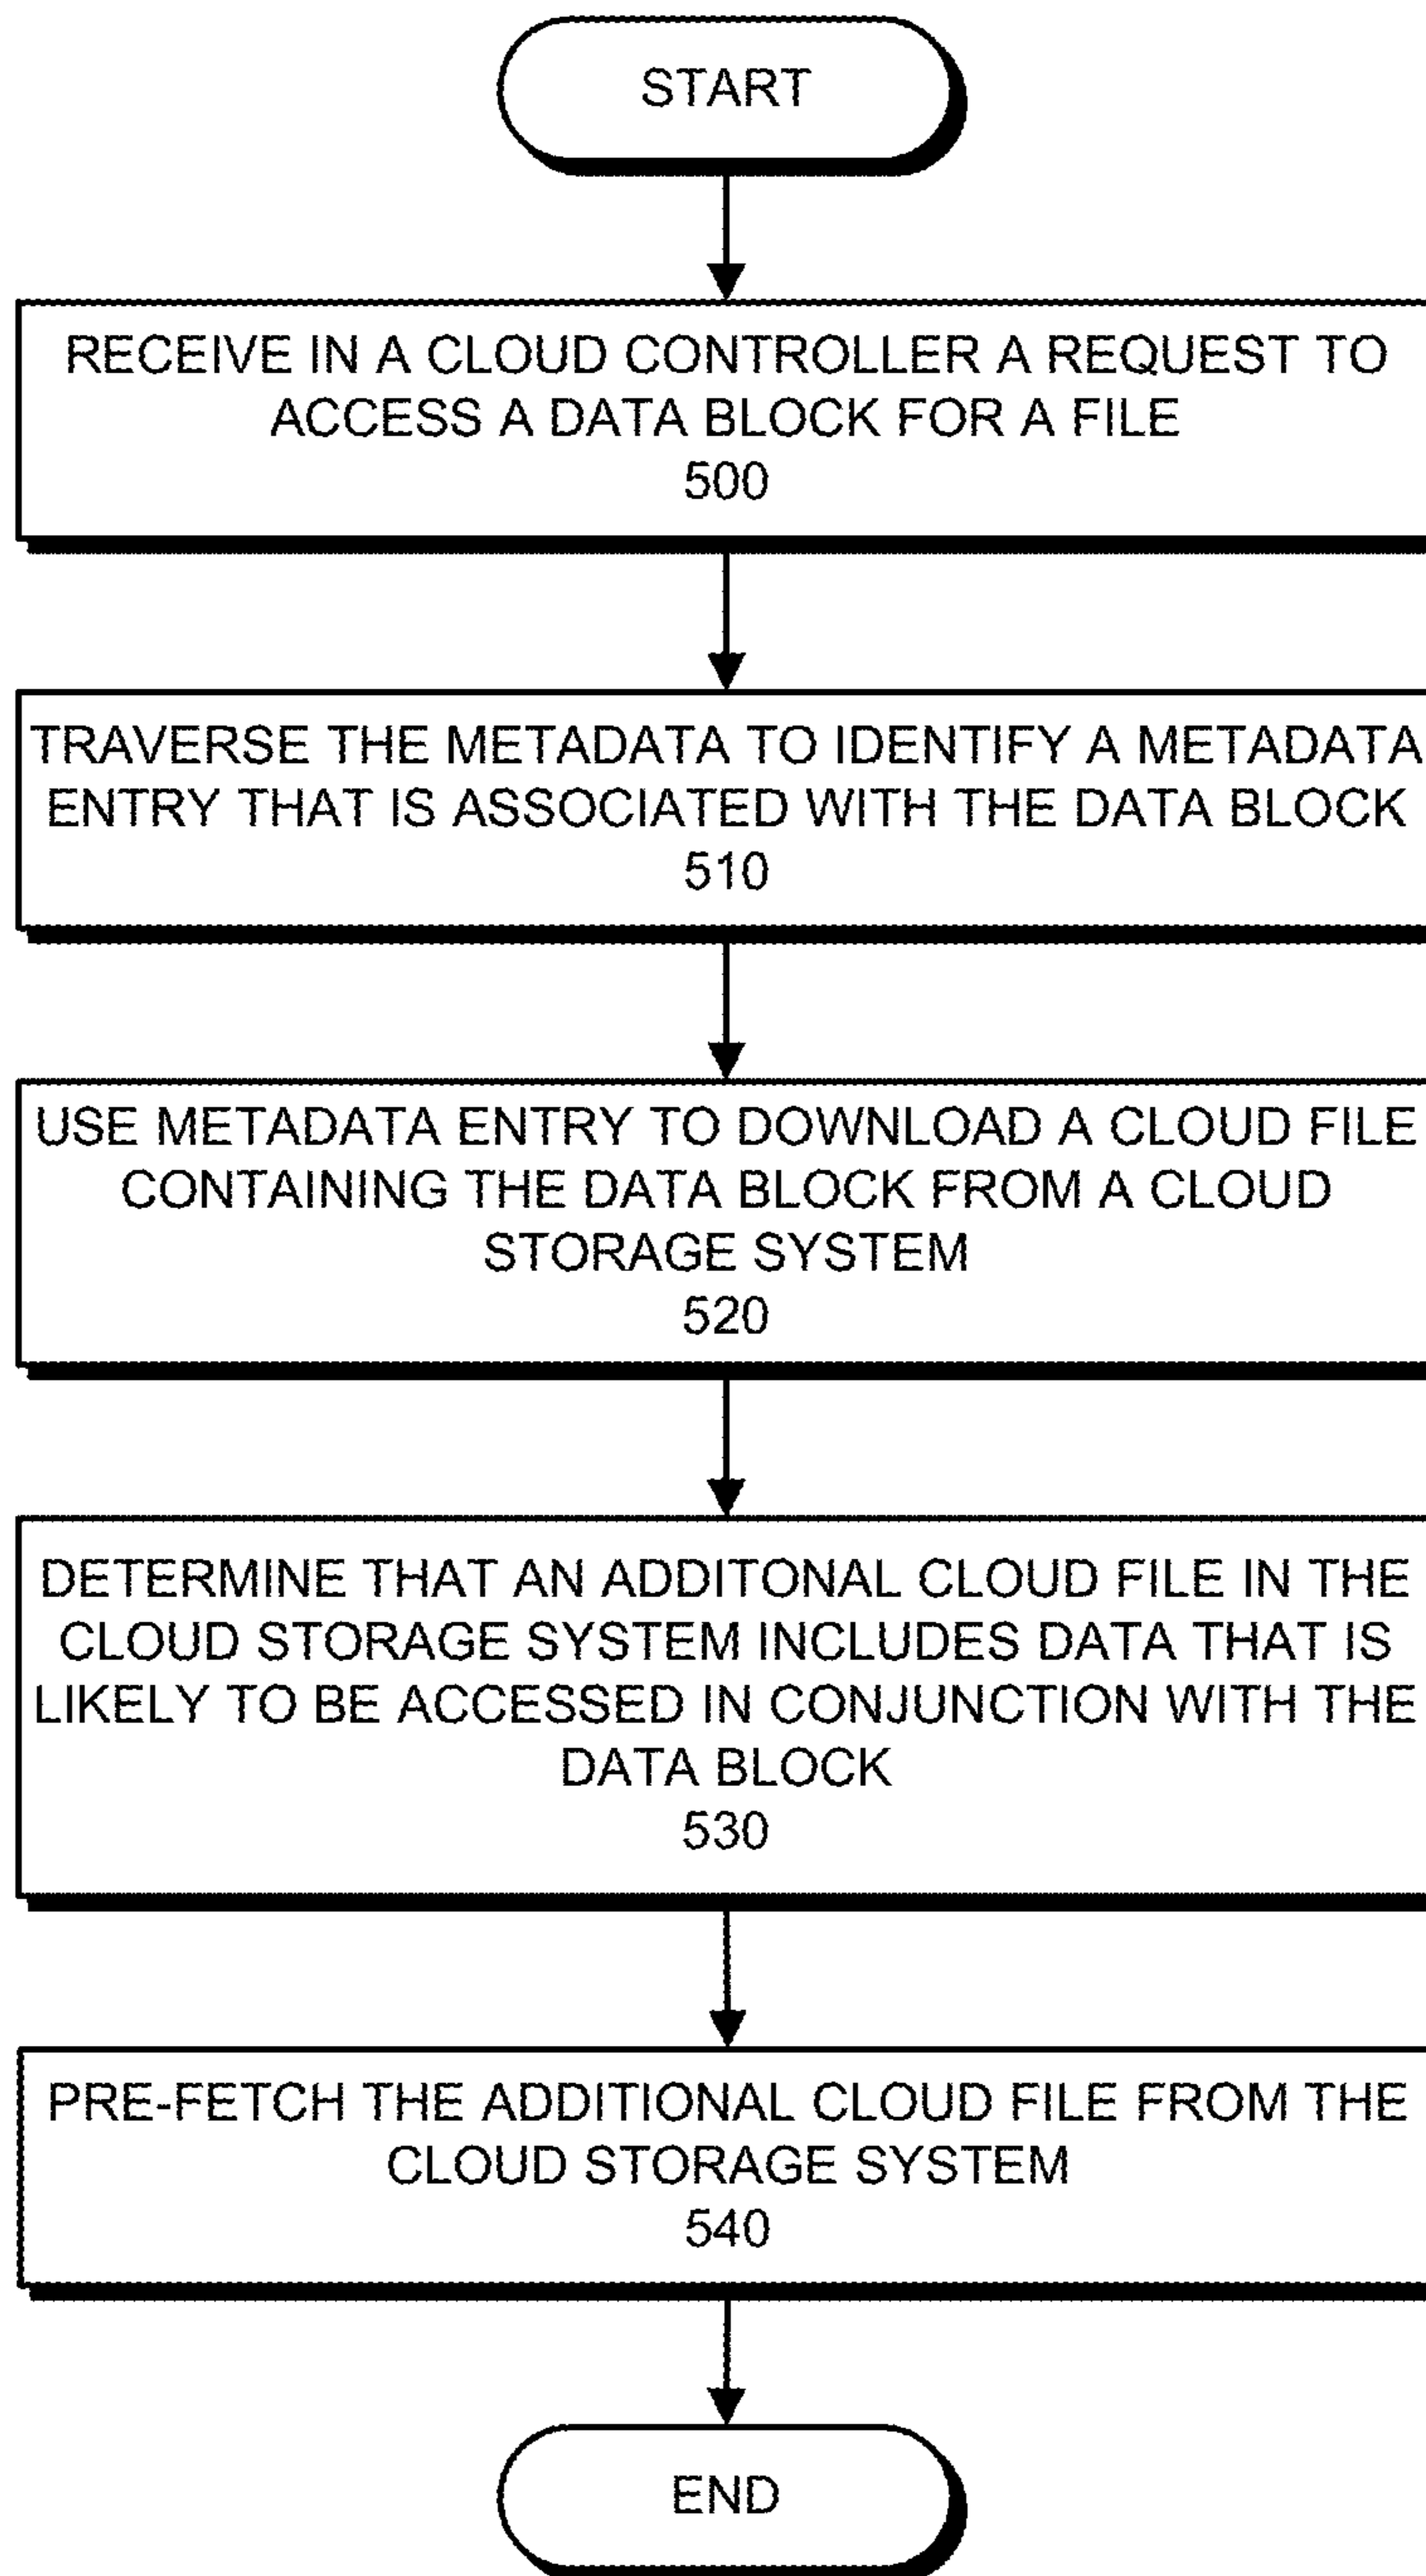 START
RECEIVE IN A CLOUD CONTROLLER A REQUEST TO
ACCESS A DATA BLOCK FOR A FILE
500
TRAVERSE THE METADATA TO IDENTIFY A METADATA
ENTRY THAT IS ASSOCIATED WITH THE DATA BLOCK
510
USE METADATA ENTRY TO DOWNLOAD A CLOUD FILE
CONTAINING THE DATA BLOCK FROM A CLOUD
STORAGE SYSTEM
520
DETERMINE THAT AN ADDITONAL CLOUD FILE IN THE
CLOUD STORAGE SYSTEM INCLUDES DATA THAT IS
LIKELY TO BE ACCESSED IN CONJUNCTION WITH THE
DATA BLOCK
530
PRE-FETCH THE ADDITIONAL CLOUD FILE FROM THE
CLOUD STORAGE SYSTEM
540
END